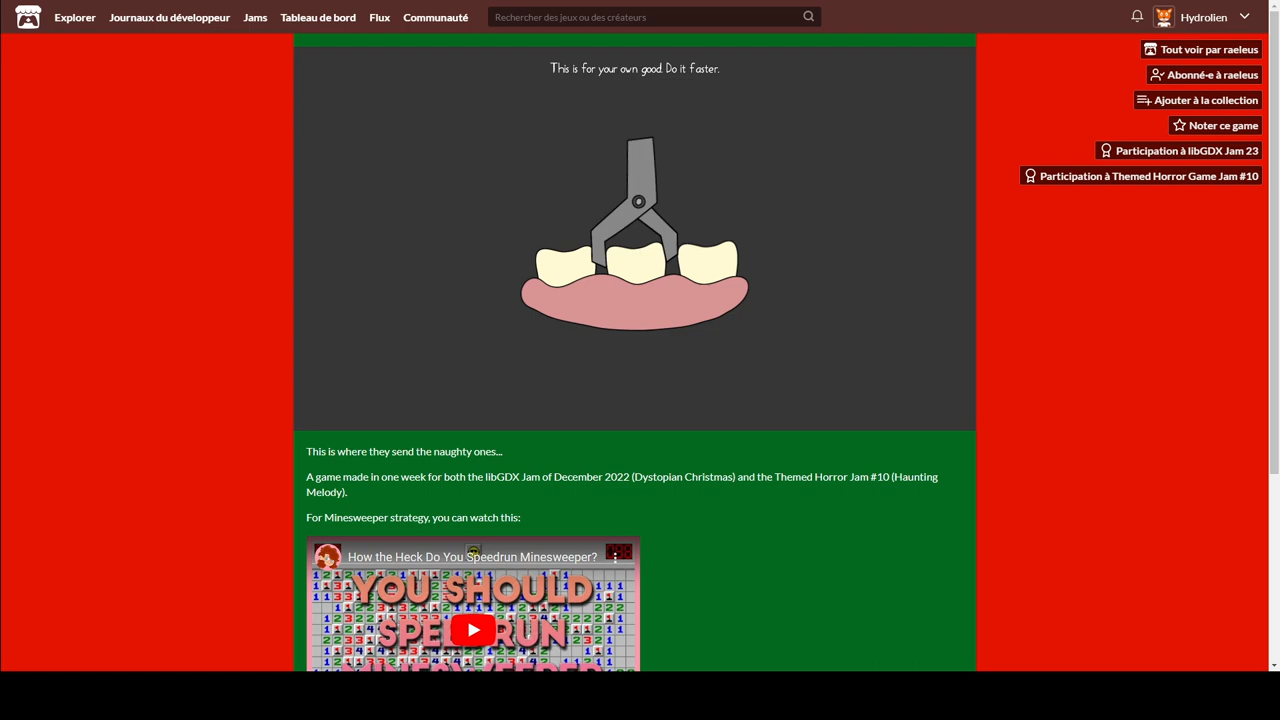 Explorer
Journaux du développeur
Jams
Tableau de bord
Flux
Communauté
Rechercher des jeux ou des créateurs
Hydrolien
Tout voir par raeleus
Abonné·e à raeleus
Ajouter à la collection
Noter ce game
Participation à libGDX Jam 23
Participation à Themed Horror Game Jam #10
This is for your own good. Do it faster.
This is where they send the naughty ones...
A game made in one week for both the libGDX Jam of December 2022 (Dystopian Christmas) and the Themed Horror Jam #10 (Haunting
Melody).
For Minesweeper strategy, you can watch this:
How the Heck Do You Speedrun Minesweeper?
YOU SHOULD
SPEEDRUN
MINESWEEPER